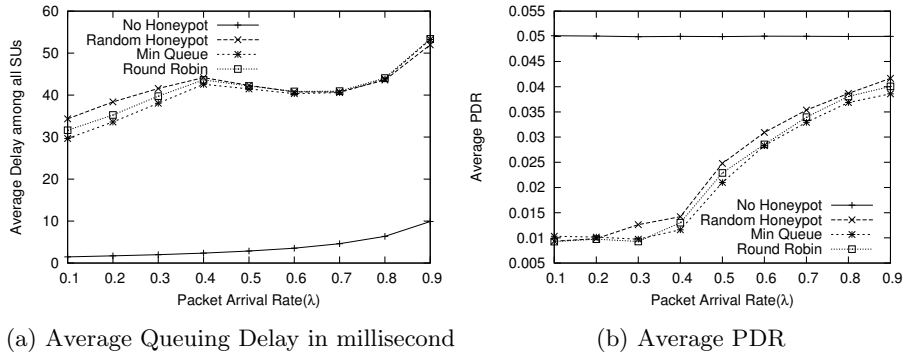 60
50
40
30
20
10
0
Average Delay among all SUs
No Honeypot
Random Honeypot
Min Queue
Round Robin
0.1 0.2 0.3 0.4 0.5 0.6 0.7 0.8 0.9
Packet Arrival Rate(λ)
(a) Average Queuing Delay in millisecond
0.055
0.05
0.045
0.04
0.035
0.03
0.025
0.02
0.015
0.01
0.005
Average PDR
No Honeypot
Random Honeypot
Min Queue
Round Robin
0.1 0.2 0.3 0.4 0.5 0.6 0.7 0.8 0.9
Packet Arrival Rate(λ)
(b) Average PDR